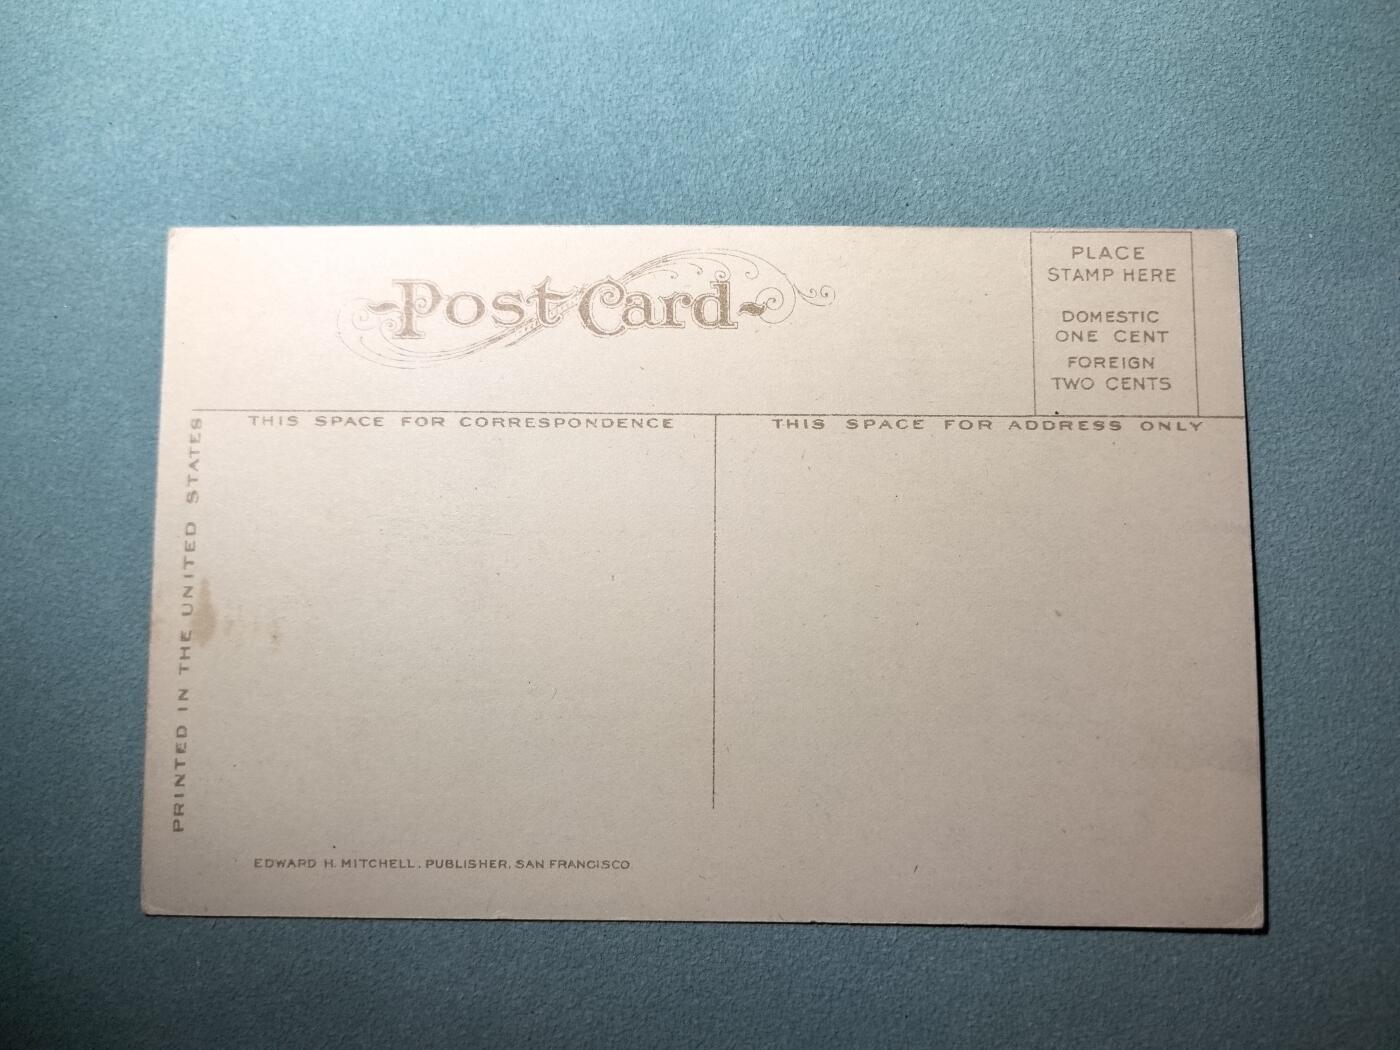 Post Card
PLACE
STAMP HERE
DOMESTIC
ONE CENT
FOREIGN
TWO CENTS
THIS SPACE FOR CORRESPONDENCE
THIS SPACE FOR ADDRESS ONLY
PRINTED IN THE UNITED STATES
EDWARD H. MITCHELL, PUBLISHER, SAN FRANCISCO